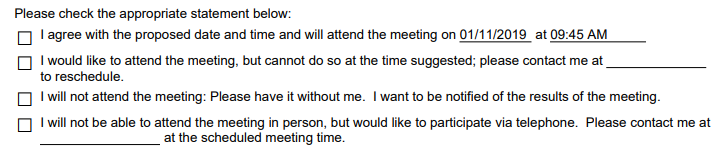 Please check the appropriate statement below:
☐ I agree with the proposed date and time and will attend the meeting on 01/11/2019 at 09:45 AM
☐ I would like to attend the meeting, but cannot do so at the time suggested; please contact me at ______________
to reschedule.
☐ I will not attend the meeting: Please have it without me. I want to be notified of the results of the meeting.
☐ I will not be able to attend the meeting in person, but would like to participate via telephone. Please contact me at
________________ at the scheduled meeting time.